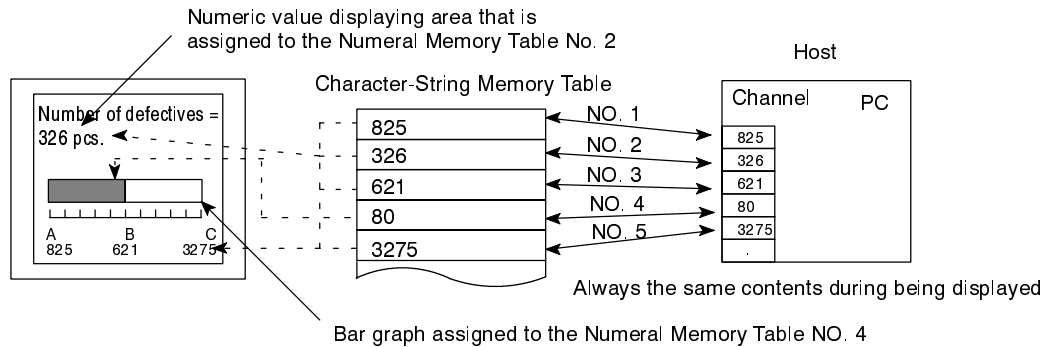 Numeric value displaying area that is
assigned to the Numeral Memory Table No. 2
Host
Character-String Memory Table
Channel
PC
Number of defectives =
326 pcs.
825
326
621
80
3275
NO. 1
NO. 2
NO. 3
NO. 4
NO. 5
825
326
621
80
3275
.
A B C
825 621 3275
Always the same contents during being displayed
Bar graph assigned to the Numeral Memory Table NO. 4